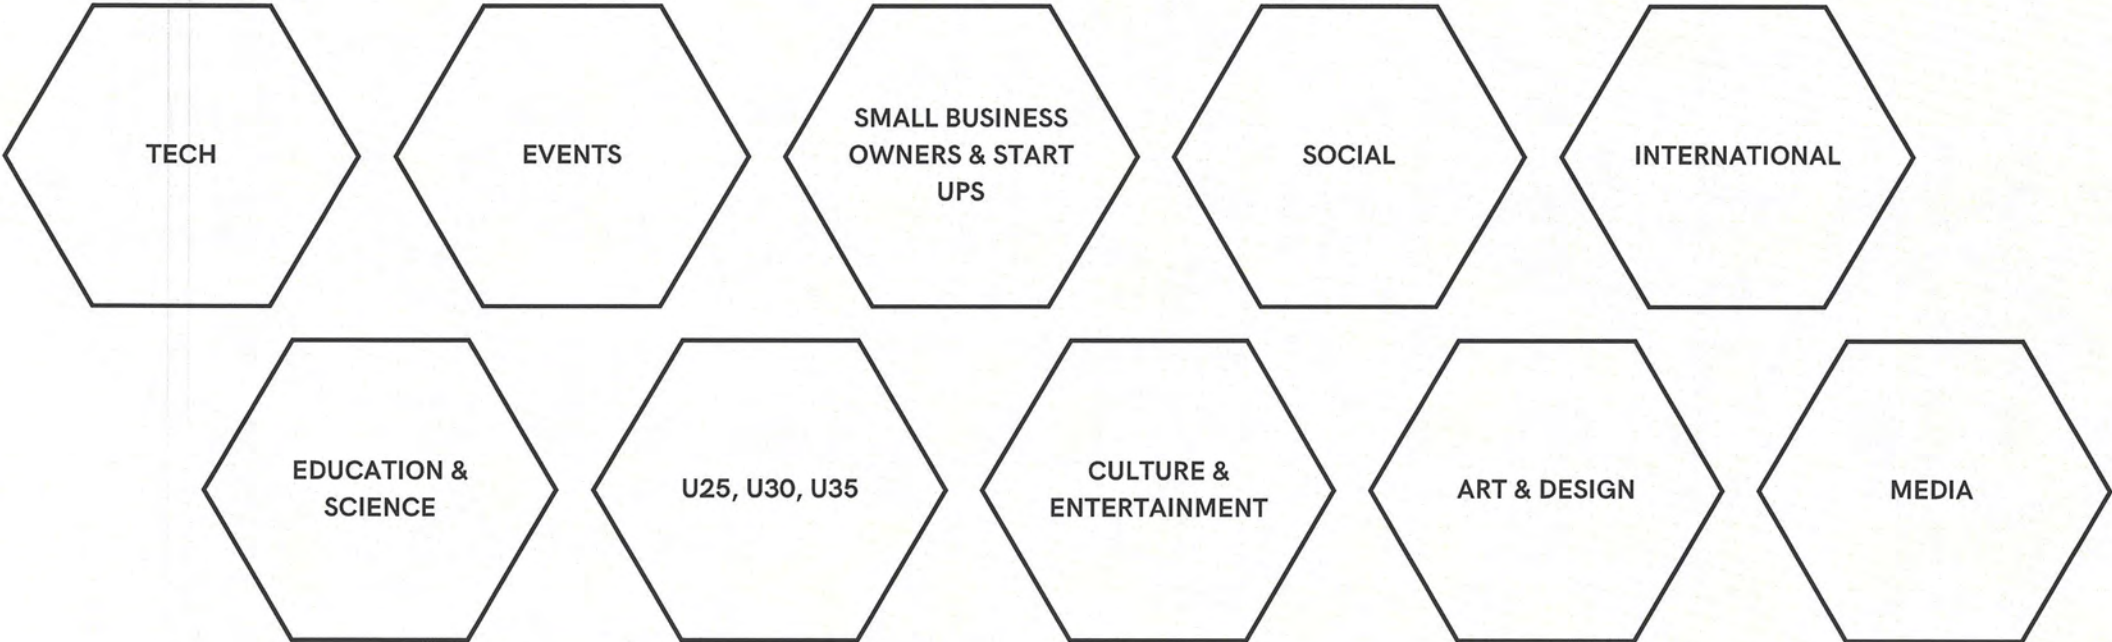 TECH
EVENTS
SMALL BUSINESS
OWNERS & START
UPS
SOCIAL
INTERNATIONAL
EDUCATION &
SCIENCE
U25, U30, U35
CULTURE &
ENTERTAINMENT
ART & DESIGN
MEDIA